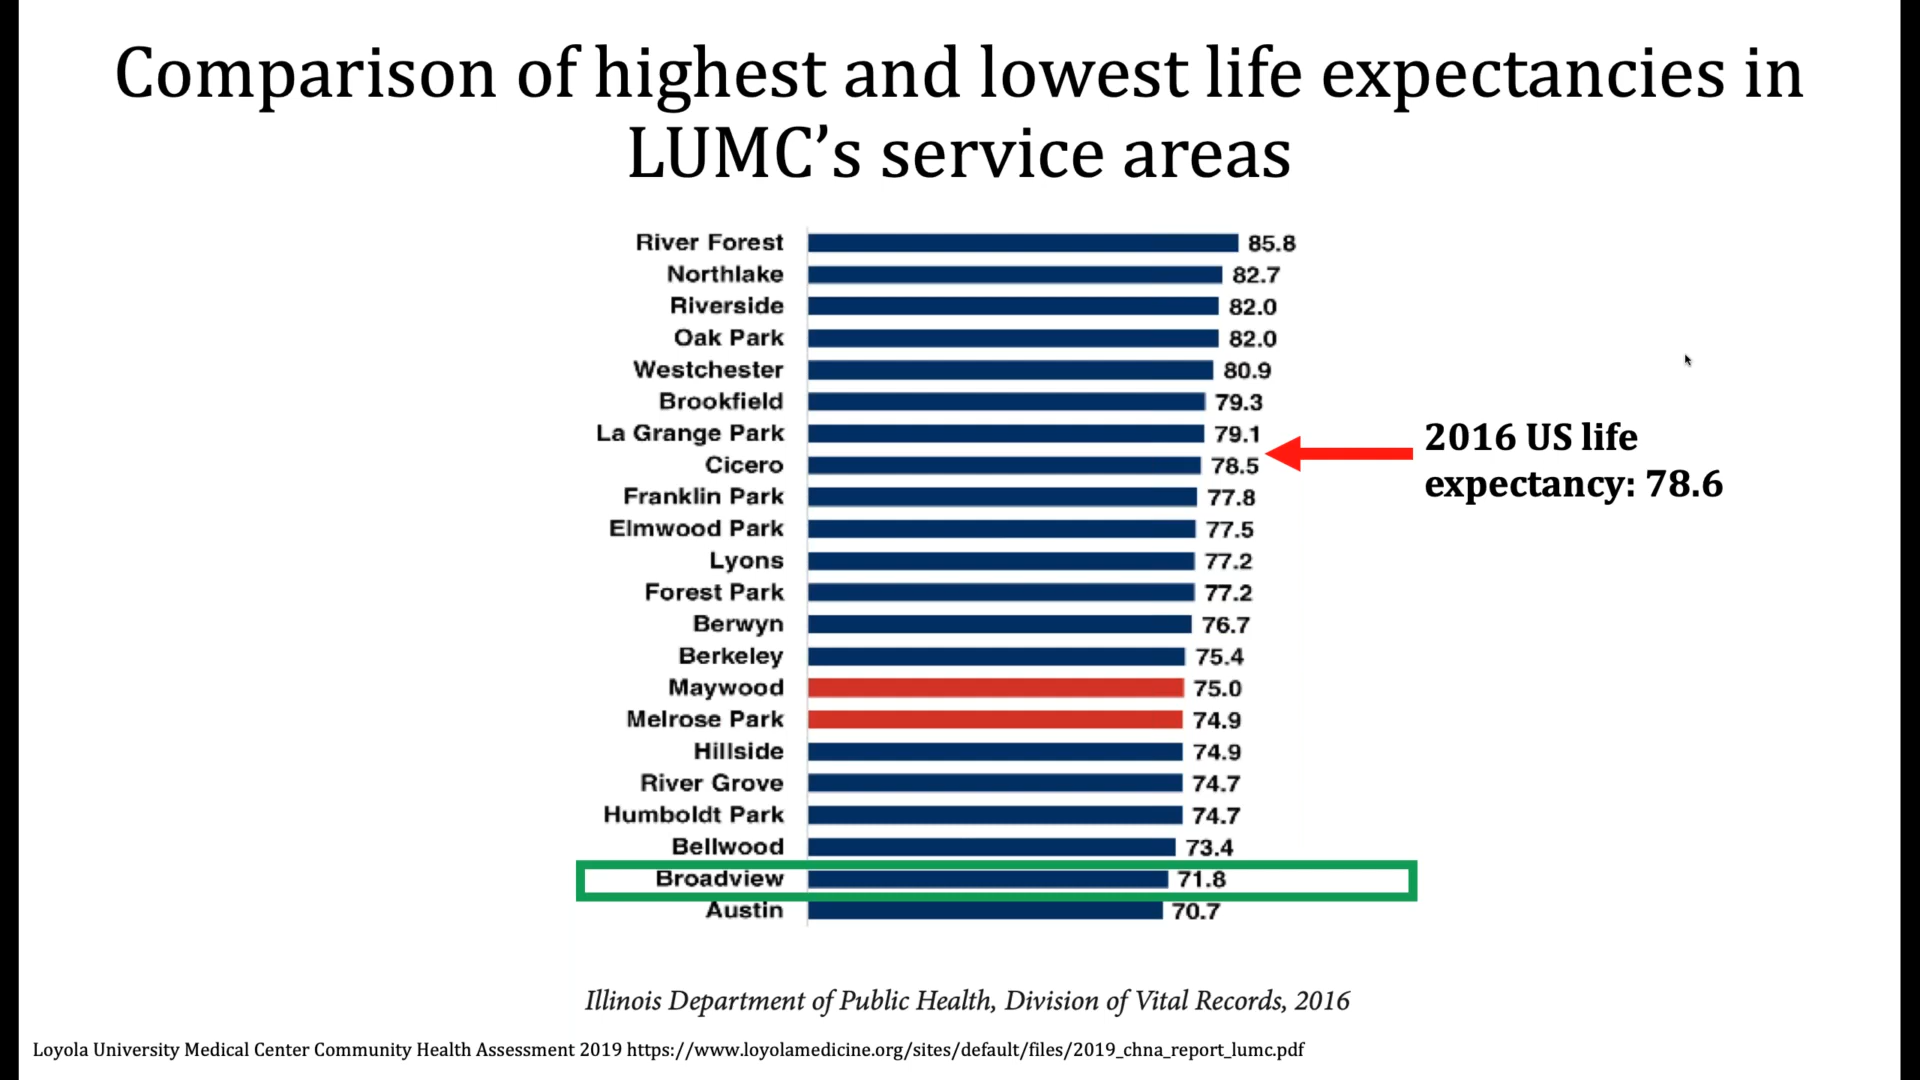 Comparison of highest and lowest life expectancies in
LUMC’s service areas
River Forest 85.8
Northlake 82.7
Riverside 82.0
Oak Park 82.0
Westchester 80.9
Brookfield 79.3
La Grange Park 79.1
Cicero 78.5
2016 US life
expectancy: 78.6
Franklin Park 77.8
Elmwood Park 77.5
Lyons 77.2
Forest Park 77.2
Berwyn 76.7
Berkeley 75.4
Maywood 75.0
Melrose Park 74.9
Hillside 74.9
River Grove 74.7
Humboldt Park 74.7
Bellwood 73.4
Broadview 71.8
Austin 70.7
Illinois Department of Public Health, Division of Vital Records, 2016
Loyola University Medical Center Community Health Assessment 2019 https://www.loyolamedicine.org/sites/default/files/2019_chna_report_lumc.pdf